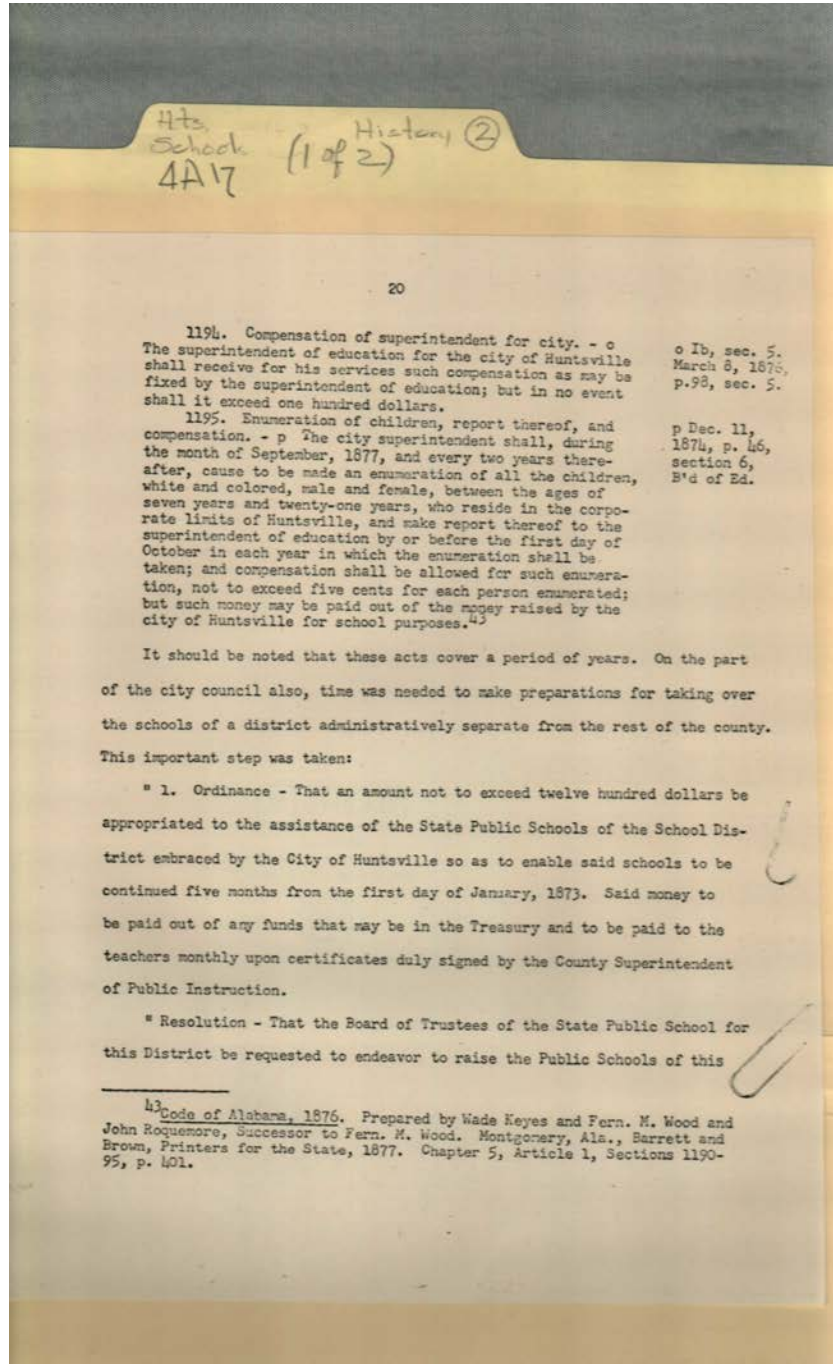 Hts. History ②
School (1 of 2)
4A17
20
1194. Compensation of superintendent for city. - o
The superintendent of education for the city of Huntsville
shall receive for his services such compensation as may be
fixed by the superintendent of education; but in no event
shall it exceed one hundred dollars.
o Ib, sec. 5.
March 8, 1876,
p.98, sec. 5.
1195. Enumeration of children, report thereof, and
compensation. - p The city superintendent shall, during
the month of September, 1877, and every two years there-
after, cause to be made an enumeration of all the children,
white and colored, male and female, between the ages of
seven years and twenty-one years, who reside in the corpo-
rate limits of Huntsville, and make report thereof to the
superintendent of education by or before the first day of
October in each year in which the enumeration shall be
taken; and compensation shall be allowed for such enumera-
tion, not to exceed five cents for each person enumerated;
but such money may be paid out of the money raised by the
city of Huntsville for school purposes.43
p Dec. 11,
1874, p. 46,
section 6,
B'd of Ed.
It should be noted that these acts cover a period of years. On the part
of the city council also, time was needed to make preparations for taking over
the schools of a district administratively separate from the rest of the county.
This important step was taken:
" 1. Ordinance - That an amount not to exceed twelve hundred dollars be
appropriated to the assistance of the State Public Schools of the School Dis-
trict embraced by the City of Huntsville so as to enable said schools to be
continued five months from the first day of January, 1873. Said money to
be paid out of any funds that may be in the Treasury and to be paid to the
teachers monthly upon certificates duly signed by the County Superintendent
of Public Instruction.
" Resolution - That the Board of Trustees of the State Public School for
this District be requested to endeavor to raise the Public Schools of this
43Code of Alabama, 1876. Prepared by Wade Keyes and Fern. M. Wood and
John Roquemore, Successor to Fern. M. Wood. Montgomery, Ala., Barrett and
Brown, Printers for the State, 1877. Chapter 5, Article 1, Sections 1190-
95, p. 401.